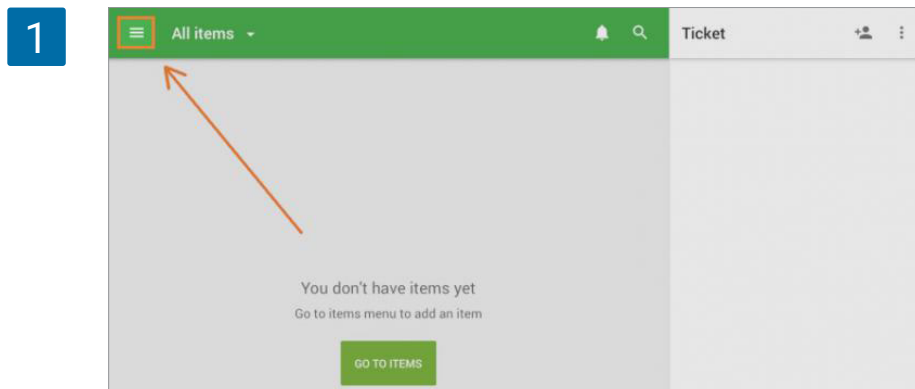 1
All items
Ticket
You don't have items yet
Go to items menu to add an item
GO TO ITEMS